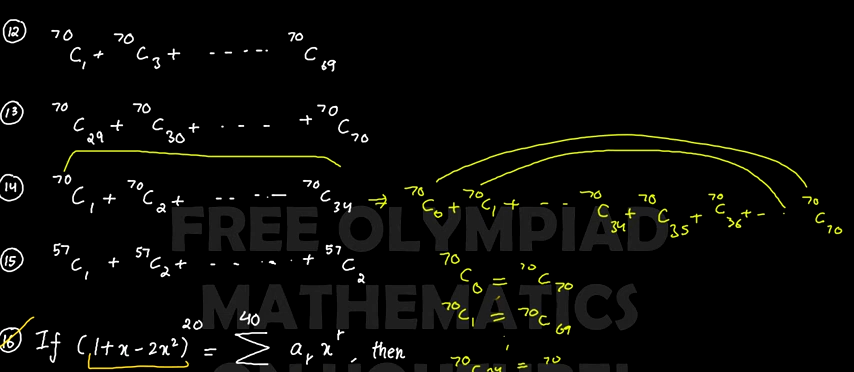 ⑫ ⁷⁰C₁ + ⁷⁰C₃ + ------ ⁷⁰C₆₉
⑬ ⁷⁰C₂₉ + ⁷⁰C₃₀ + ---- + ⁷⁰C₇₀
⑭ ⁷⁰C₁ + ⁷⁰C₂ + ------ ⁷⁰C₃₄ ⇒ ⁷⁰C₀ + ⁷⁰C₁ + --- ⁷⁰C₃₄ + ⁷⁰C₃₅ + ⁷⁰C₃₆ + --- ⁷⁰C₇₀
FREE OLYMPIAD
⑮ ⁵⁷C₁ + ⁵⁷C₂ + ------ + ⁵⁷C₂
⁷⁰C₀ = ⁷⁰C₇₀
MATHEMATICS
⁷⁰C₁ = ⁷⁰C₆₉
⑯ If (1+x-2x²)²⁰ = ⁴⁰∑ aᵣ xʳ, then